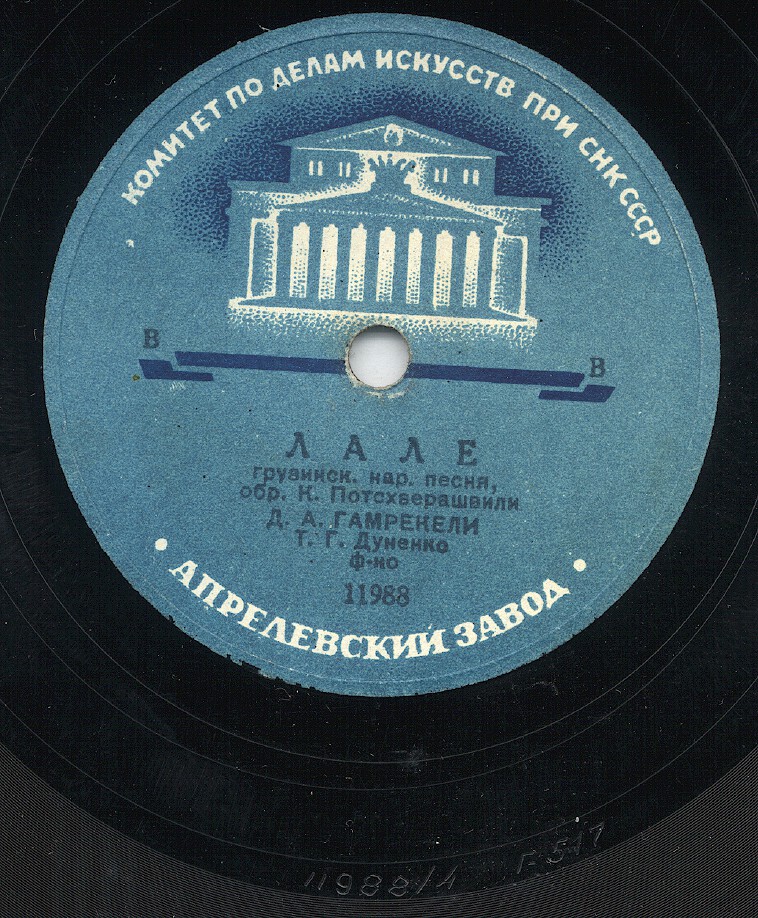 КОМИТЕТ ПО ДЕЛАМ ИСКУССТВ ПРИ СНК СССР
В
В
ЛАЛЕ
грузинск. нар. песня,
обр. К. Потсхверашвили
Д. А. ГАМРЕКЕЛИ
Т. Г. Дуненко
ф-но
11988
• АПРЕЛЕВСКИЙ ЗАВОД •
11988/1 Г517